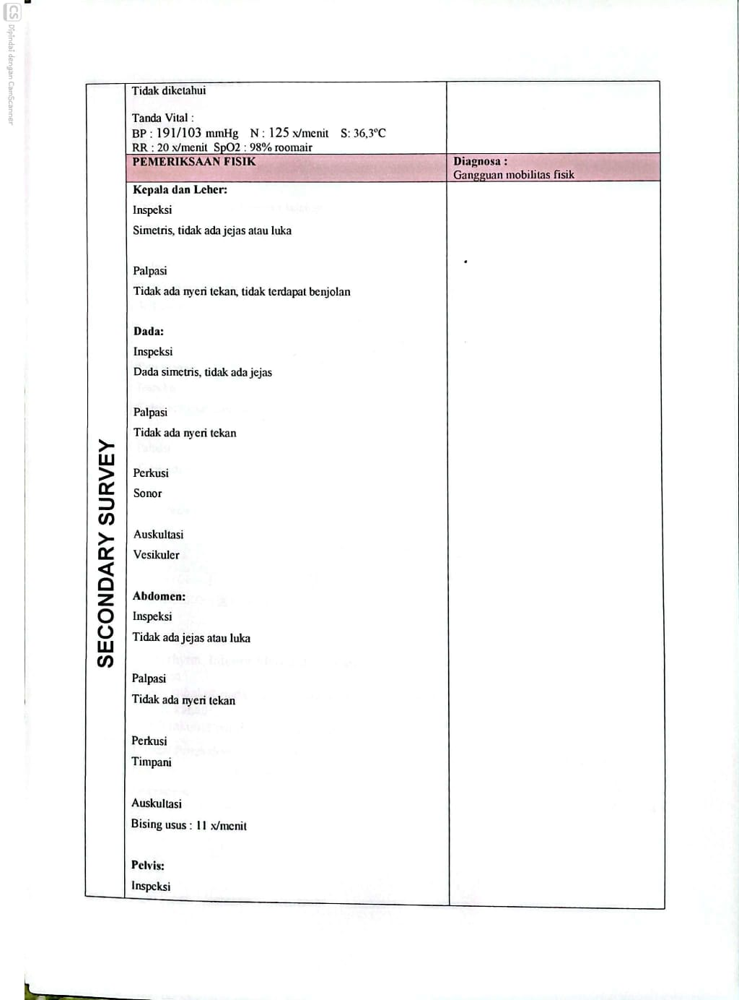 CS Dipindai dengan CamScanner
Tidak diketahui
Tanda Vital :
BP : 191/103 mmHg N : 125 x/menit S: 36,3°C
RR : 20 x/menit SpO2 : 98% roomair
PEMERIKSAAN FISIK
Diagnosa :
Gangguan mobilitas fisik
SECONDARY SURVEY
Kepala dan Leher:
Inspeksi
Simetris, tidak ada jejas atau luka
Palpasi
Tidak ada nyeri tekan, tidak terdapat benjolan
Dada:
Inspeksi
Dada simetris, tidak ada jejas
Palpasi
Tidak ada nyeri tekan
Perkusi
Sonor
Auskultasi
Vesikuler
Abdomen:
Inspeksi
Tidak ada jejas atau luka
Palpasi
Tidak ada nyeri tekan
Perkusi
Timpani
Auskultasi
Bising usus : 11 x/menit
Pelvis:
Inspeksi